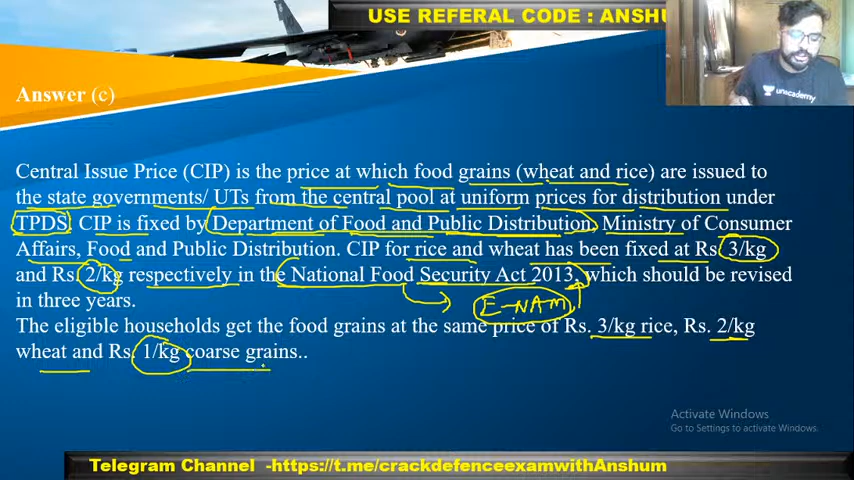 USE REFERAL CODE : ANSHU
unacademy
Answer (c)
Central Issue Price (CIP) is the price at which food grains (wheat and rice) are issued to
the state governments/ UTs from the central pool at uniform prices for distribution under
TPDS. CIP is fixed by Department of Food and Public Distribution, Ministry of Consumer
Affairs, Food and Public Distribution. CIP for rice and wheat has been fixed at Rs. 3/kg
and Rs. 2/kg respectively in the National Food Security Act 2013, which should be revised
in three years.
E-NAM
The eligible households get the food grains at the same price of Rs. 3/kg rice, Rs. 2/kg
wheat and Rs. 1/kg coarse grains..
Activate Windows
Go to Settings to activate Windows.
Telegram Channel -https://t.me/crackdefenceexamwithAnshum